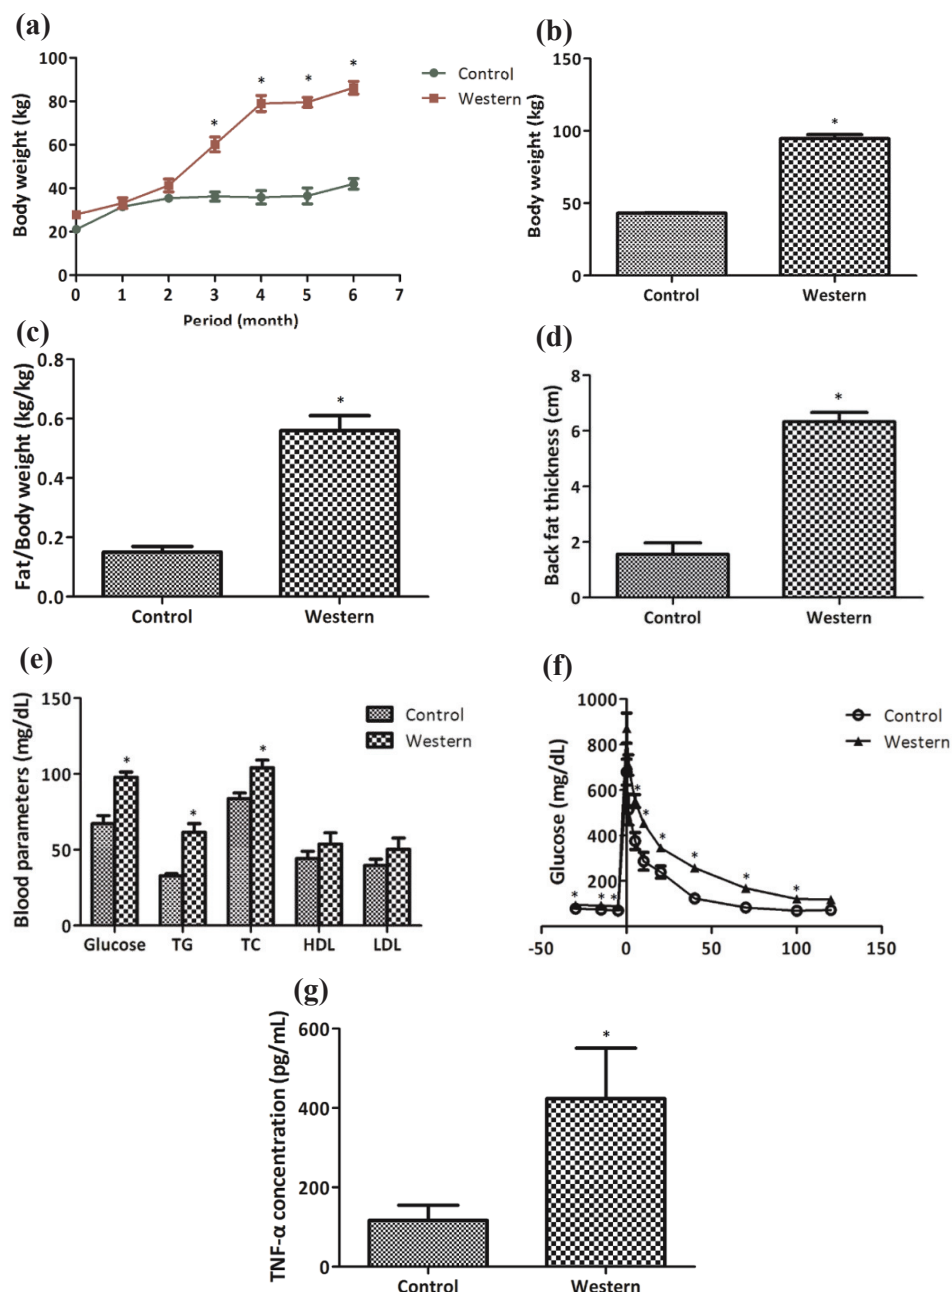 (a)
100
80
60
40
20
0
Body weight (kg)
* * * *
0 1 2 3 4 5 6 7
Period (month)
Control
Western
(b)
150
100
50
0
Body weight (kg)
*
Control Western
(c)
0.8
0.6
0.4
0.2
0.0
Fat/Body weight (kg/kg)
*
Control Western
(d)
8
6
4
2
0
Back fat thickness (cm)
*
Control Western
(e)
150
100
50
0
Blood parameters (mg/dL)
* * *
Glucose TG TC HDL LDL
Control
Western
(f)
1000
800
600
400
200
Glucose (mg/dL)
* * * * * * * * *
-50 0 50 100 150
Control
Western
(g)
600
400
200
0
TNF-α concentration (pg/mL)
*
Control Western